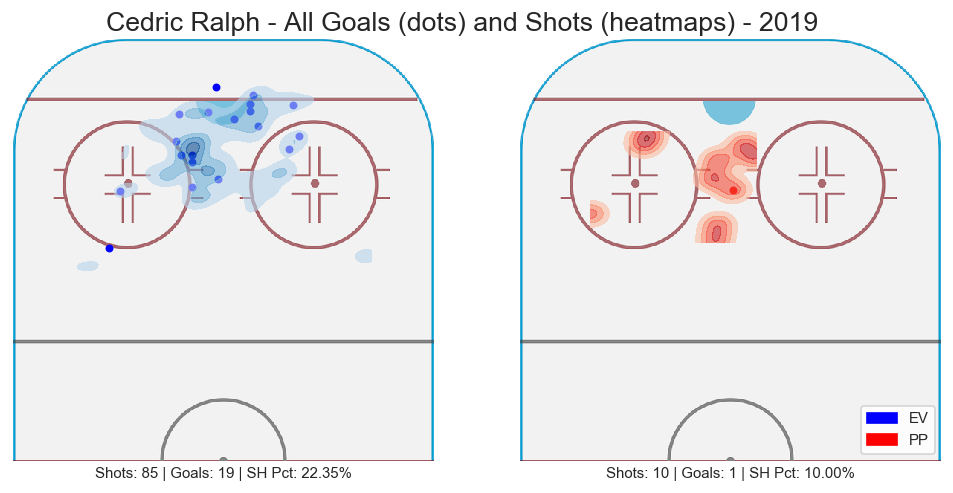 Cedric Ralph - All Goals (dots) and Shots (heatmaps) - 2019
EV
PP
Shots: 85 | Goals: 19 | SH Pct: 22.35%
Shots: 10 | Goals: 1 | SH Pct: 10.00%